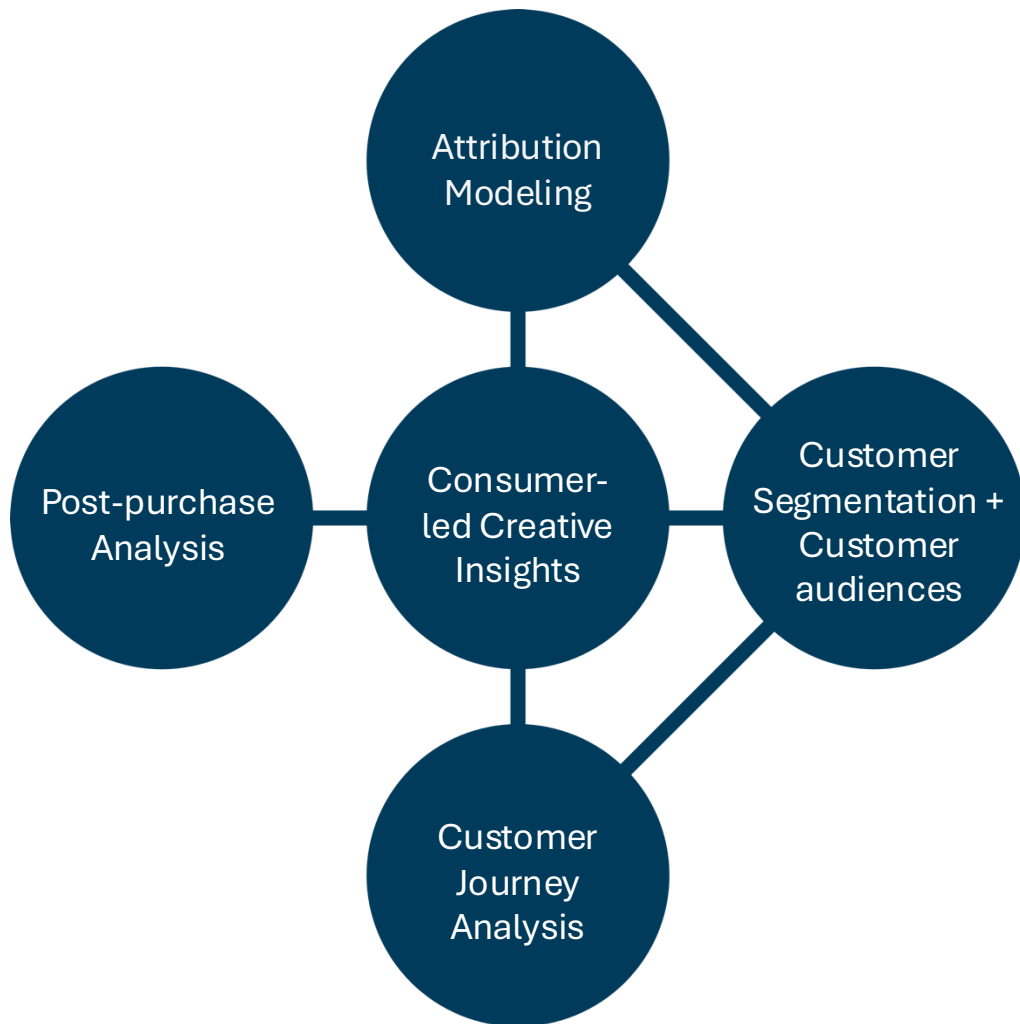 Attribution
Modeling
Post-purchase
Analysis
Consumer-
led Creative
Insights
Customer
Segmentation +
Customer
audiences
Customer
Journey
Analysis